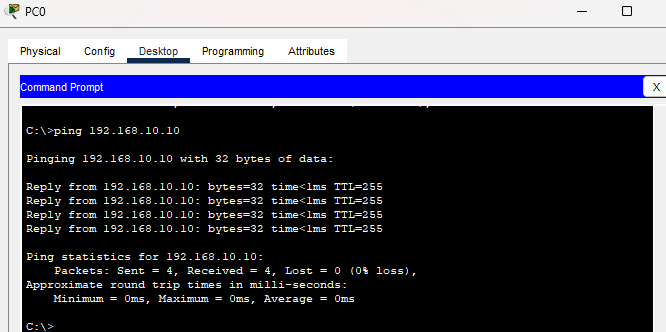 PC0
Physical Config Desktop Programming Attributes
Command Prompt X
C:\>ping 192.168.10.10
Pinging 192.168.10.10 with 32 bytes of data:
Reply from 192.168.10.10: bytes=32 time<1ms TTL=255
Reply from 192.168.10.10: bytes=32 time<1ms TTL=255
Reply from 192.168.10.10: bytes=32 time<1ms TTL=255
Reply from 192.168.10.10: bytes=32 time<1ms TTL=255
Ping statistics for 192.168.10.10:
Packets: Sent = 4, Received = 4, Lost = 0 (0% loss),
Approximate round trip times in milli-seconds:
Minimum = 0ms, Maximum = 0ms, Average = 0ms
C:\>